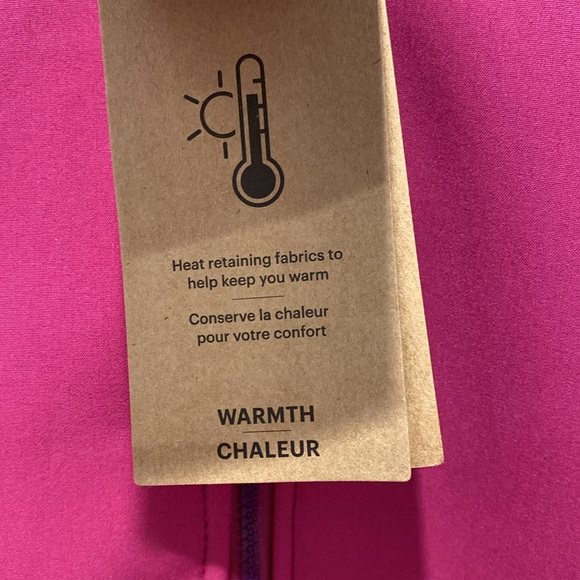 Heat retaining fabrics to
help keep you warm
Conserve la chaleur
pour votre confort
WARMTH
CHALEUR